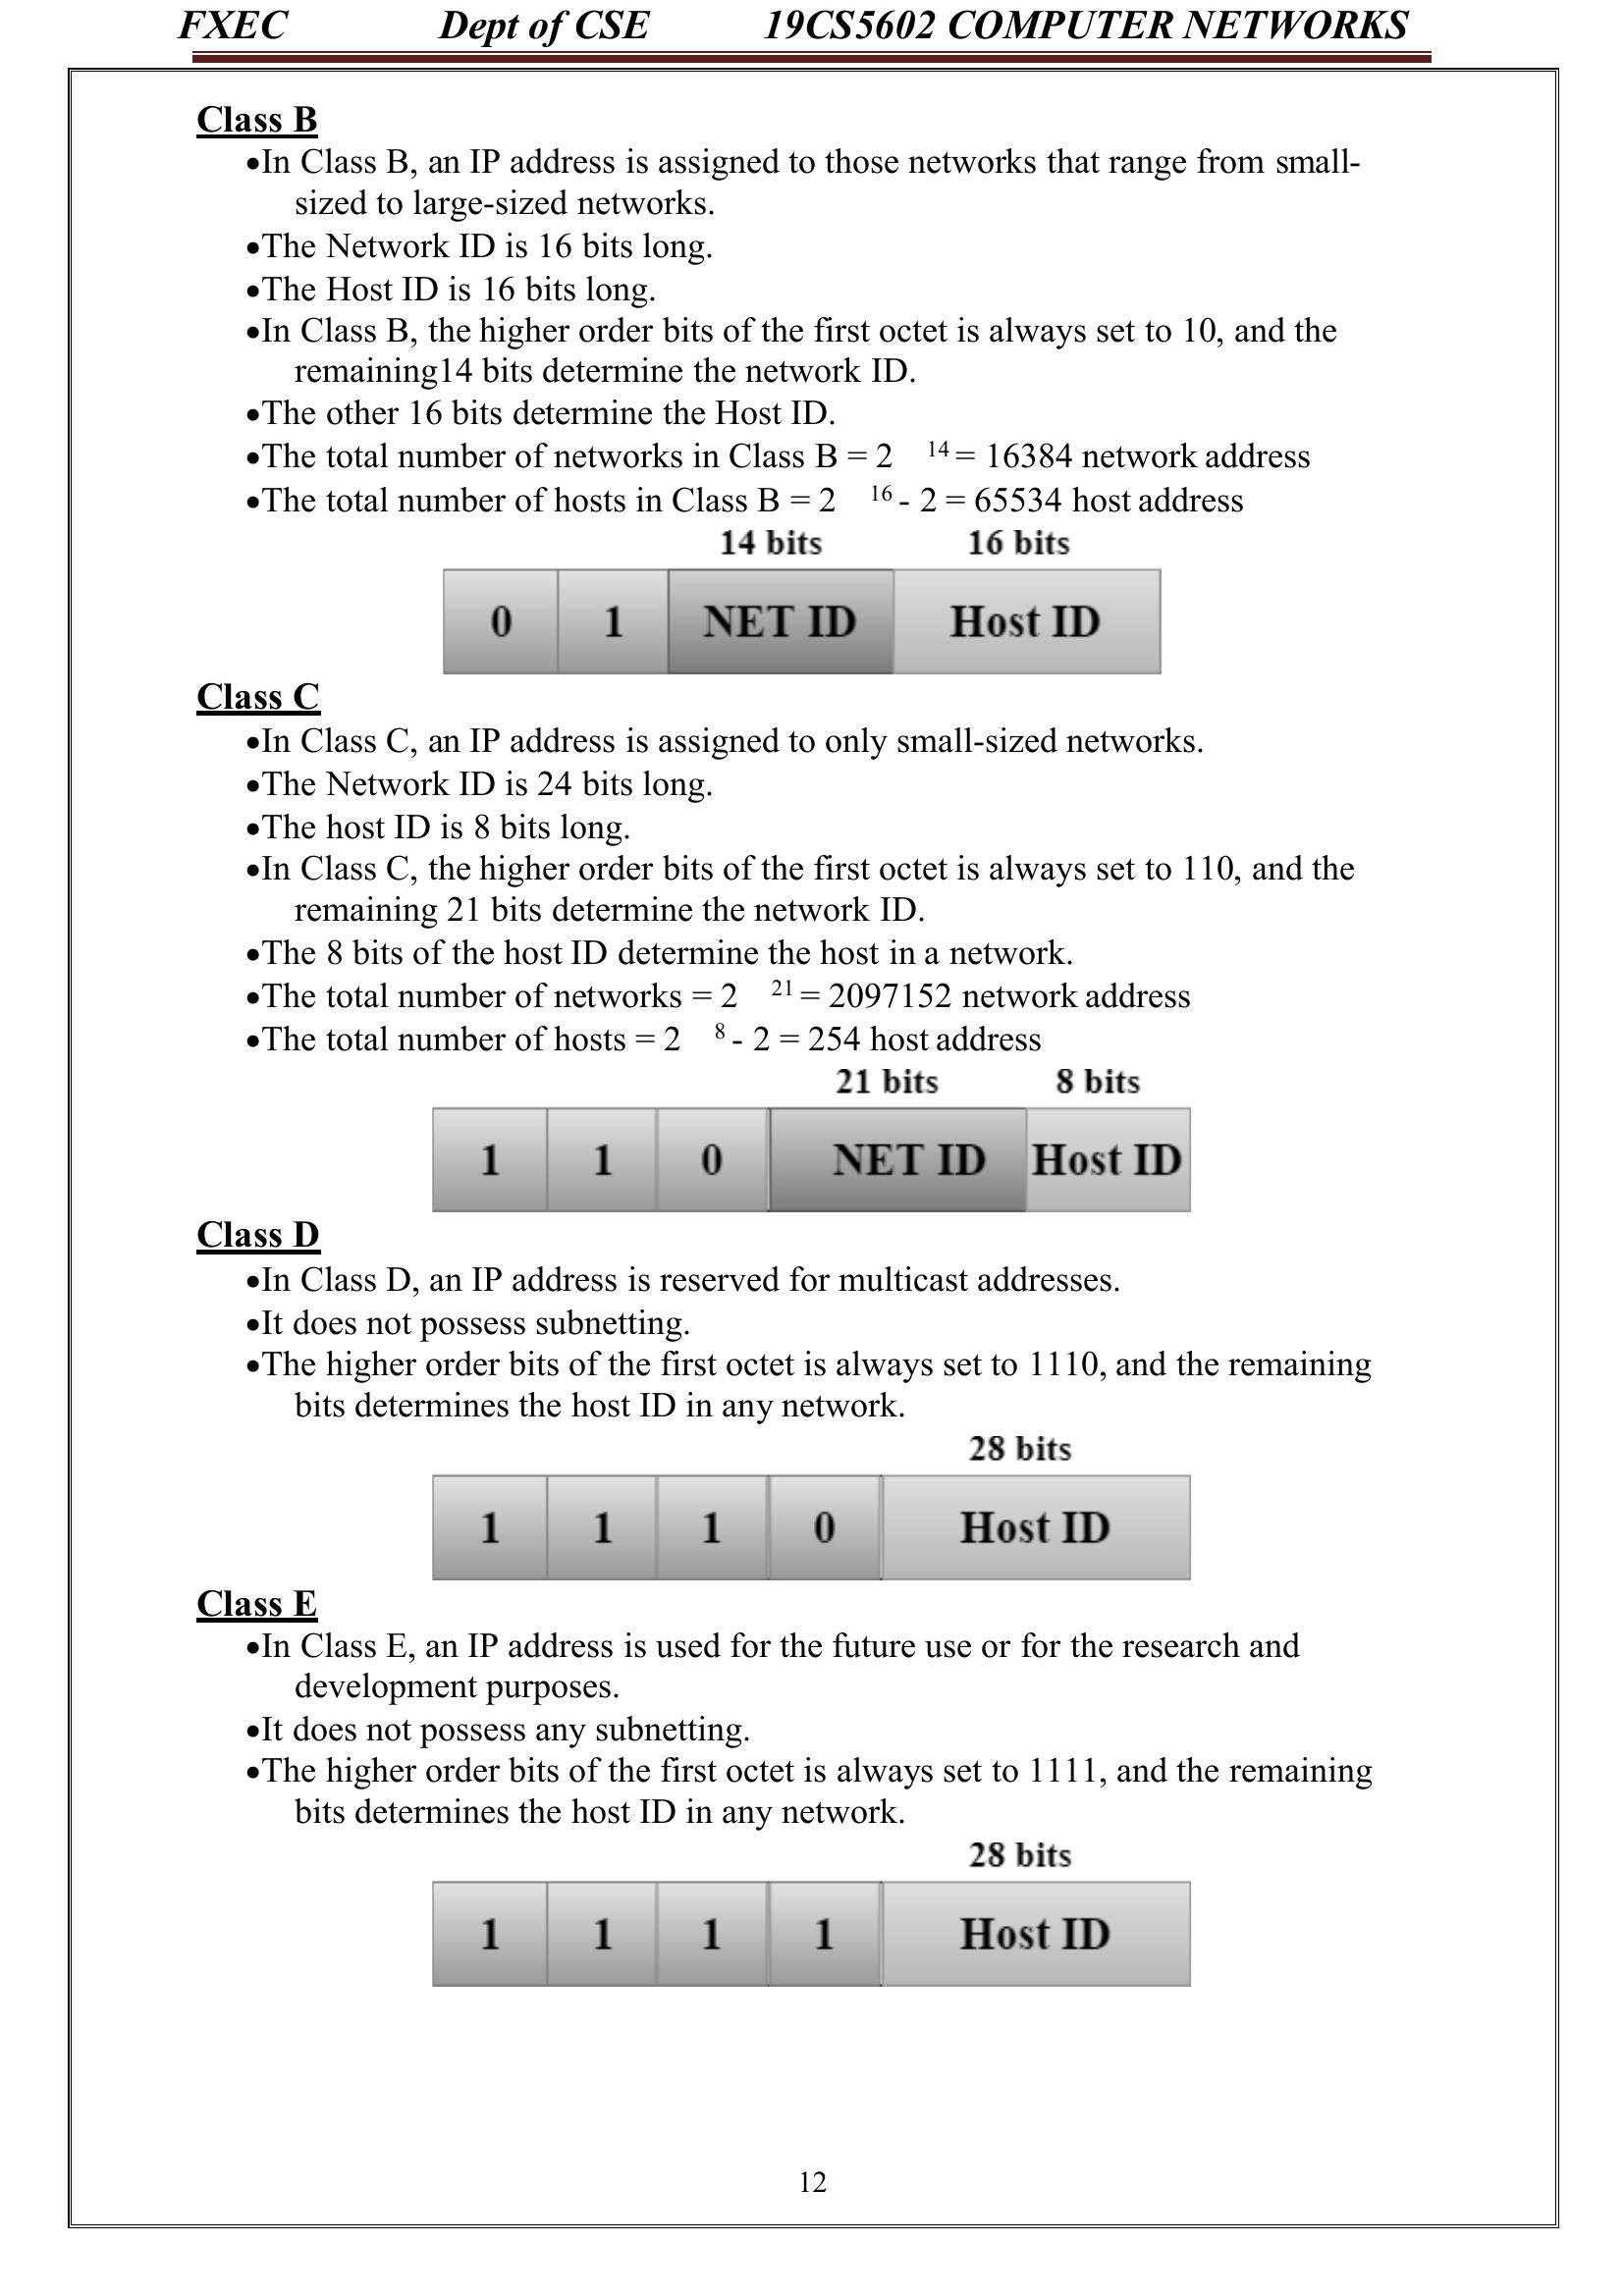 FXEC Dept of CSE 19CS5602 COMPUTER NETWORKS
Class B
•In Class B, an IP address is assigned to those networks that range from small-
sized to large-sized networks.
•The Network ID is 16 bits long.
•The Host ID is 16 bits long.
•In Class B, the higher order bits of the first octet is always set to 10, and the
remaining14 bits determine the network ID.
•The other 16 bits determine the Host ID.
•The total number of networks in Class B = 2 14 = 16384 network address
•The total number of hosts in Class B = 2 16 - 2 = 65534 host address
14 bits 16 bits
0 1 NET ID Host ID
Class C
•In Class C, an IP address is assigned to only small-sized networks.
•The Network ID is 24 bits long.
•The host ID is 8 bits long.
•In Class C, the higher order bits of the first octet is always set to 110, and the
remaining 21 bits determine the network ID.
•The 8 bits of the host ID determine the host in a network.
•The total number of networks = 2 21 = 2097152 network address
•The total number of hosts = 2 8 - 2 = 254 host address
21 bits 8 bits
1 1 0 NET ID Host ID
Class D
•In Class D, an IP address is reserved for multicast addresses.
•It does not possess subnetting.
•The higher order bits of the first octet is always set to 1110, and the remaining
bits determines the host ID in any network.
28 bits
1 1 1 0 Host ID
Class E
•In Class E, an IP address is used for the future use or for the research and
development purposes.
•It does not possess any subnetting.
•The higher order bits of the first octet is always set to 1111, and the remaining
bits determines the host ID in any network.
28 bits
1 1 1 1 Host ID
12